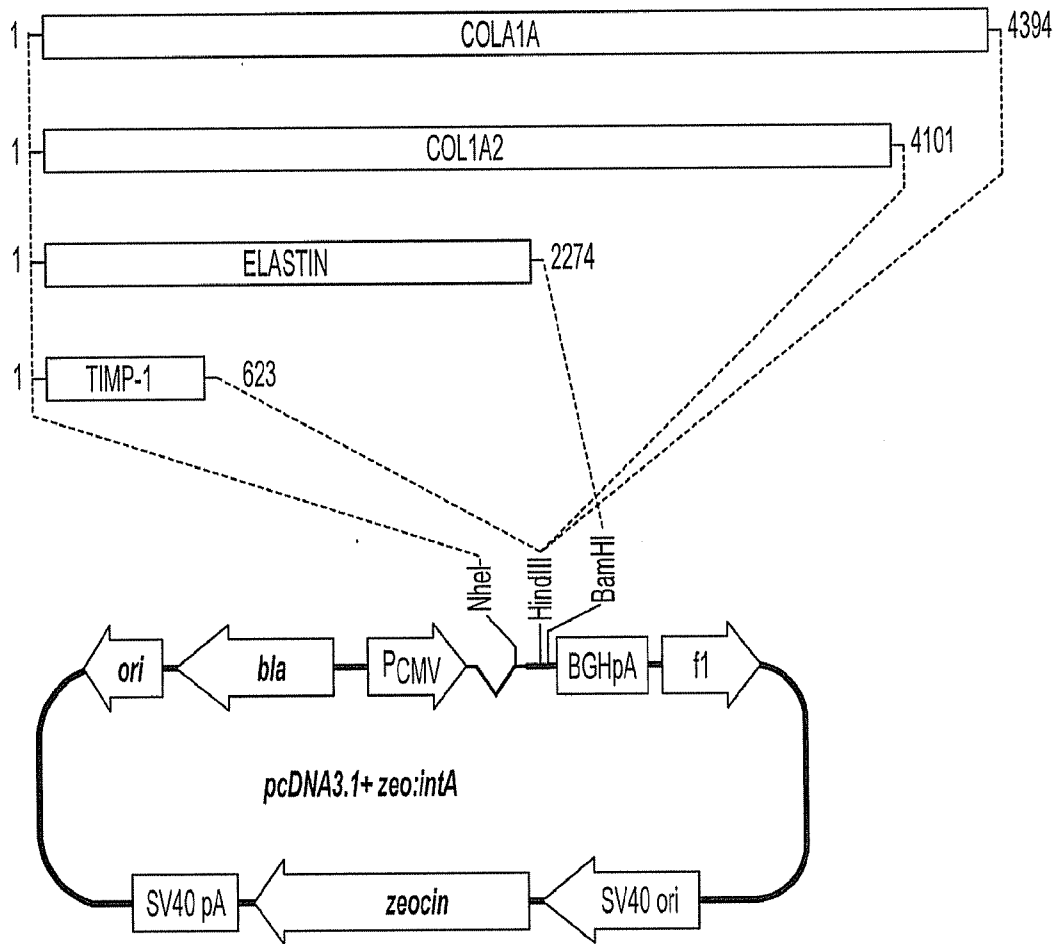 1 COLA1A 4394
1 COL1A2 4101
1 ELASTIN 2274
1 TIMP-1 623
NheI
HindIII
BamHI
ori bla PCMV BGHpA f1
pcDNA3.1+ zeo:intA
SV40 pA zeocin SV40 ori